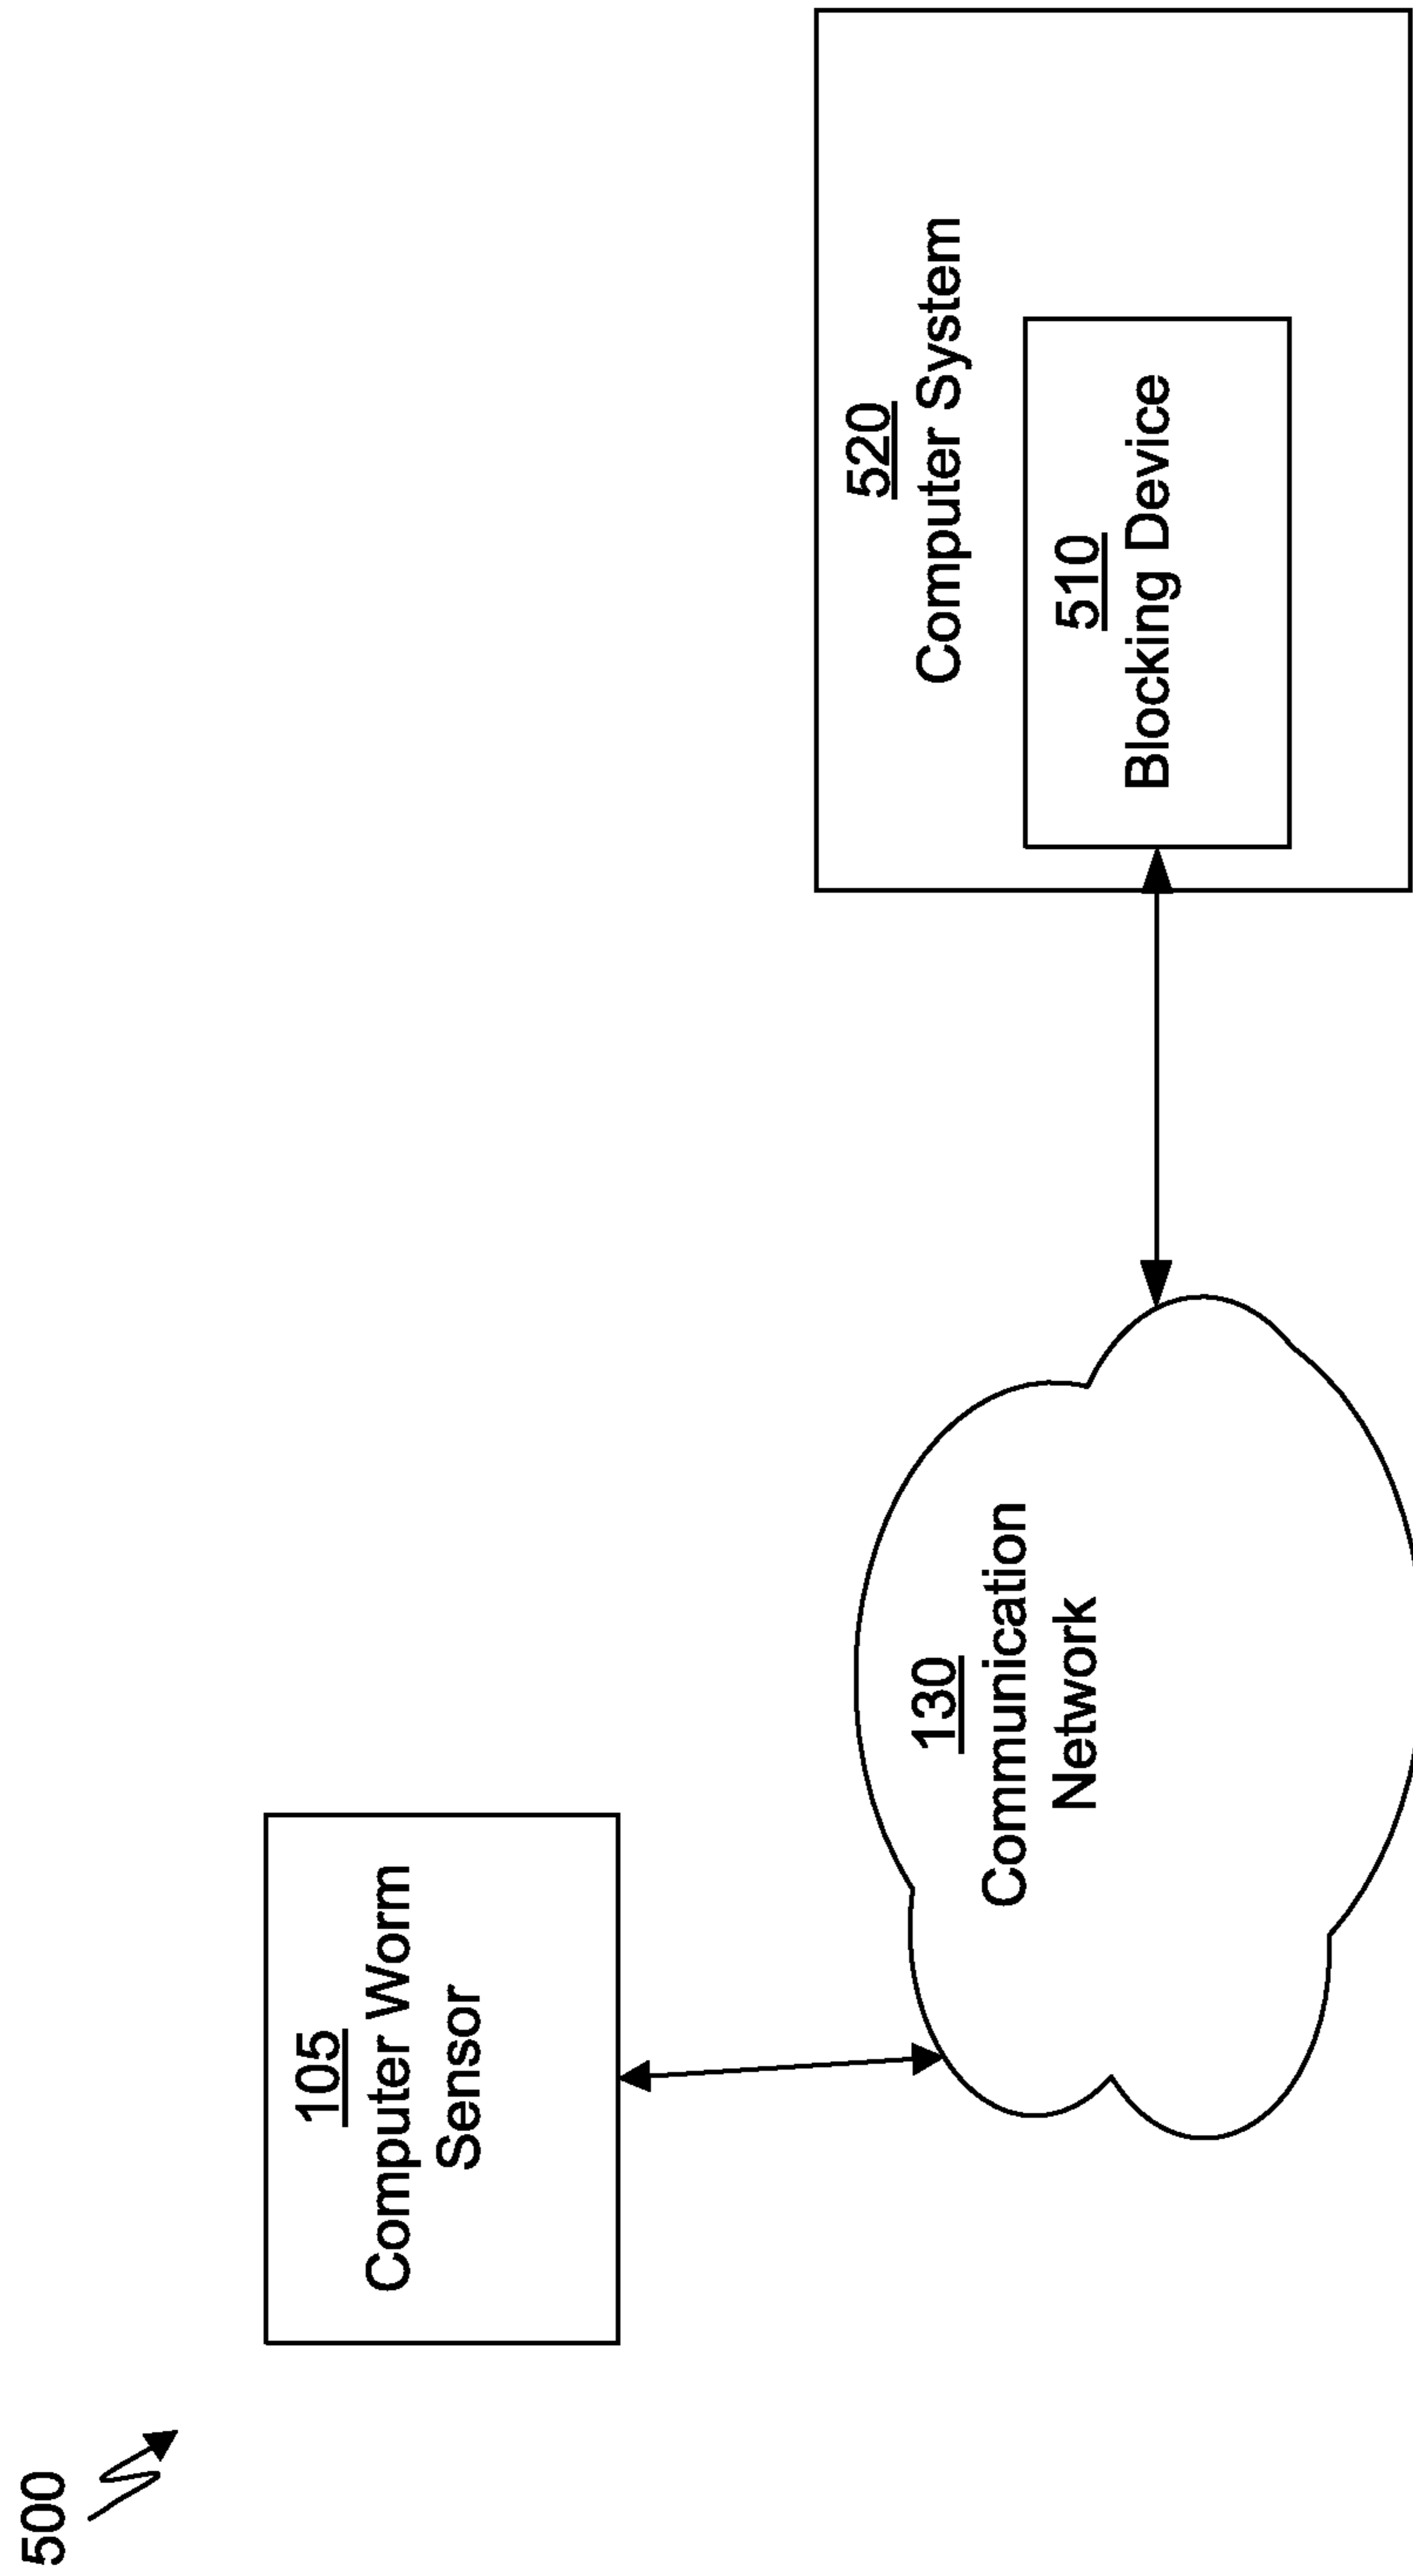 500
105
Computer Worm
Sensor
130
Communication
Network
520
Computer System
510
Blocking Device